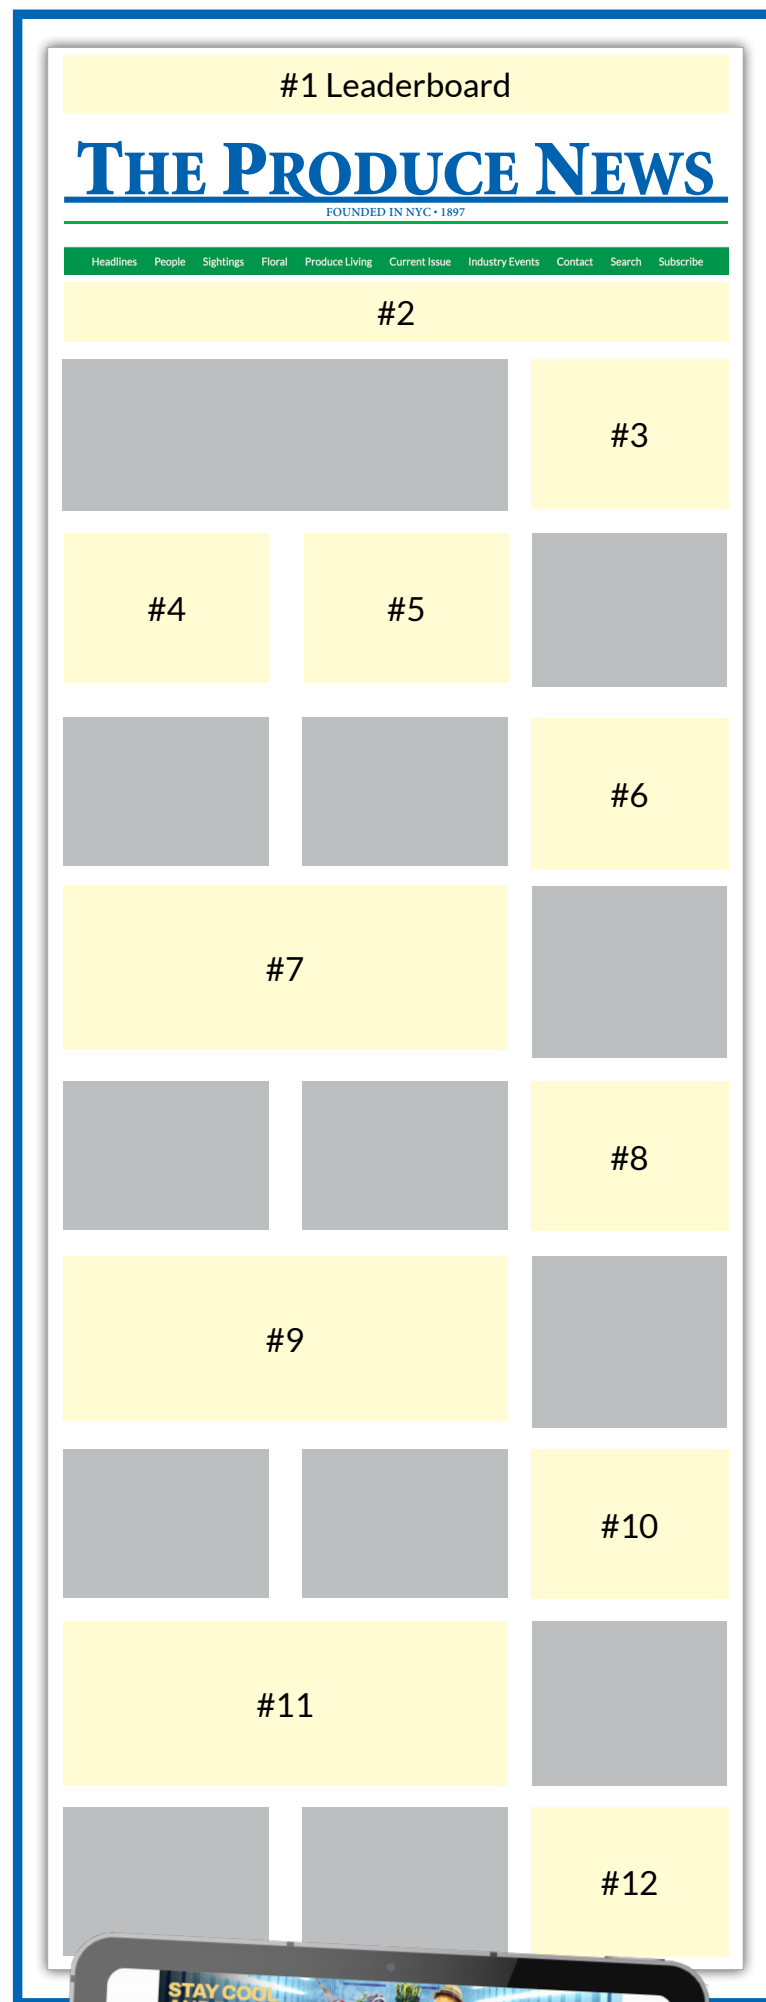 #1 Leaderboard
THE PRODUCE NEWS
FOUNDED IN NYC • 1897
Headlines People Sightings Floral Produce Living Current Issue Industry Events Contact Search Subscribe
#2
#3
#4 #5
#6
#7
#8
#9
#10
#11
#12
STAY COOL